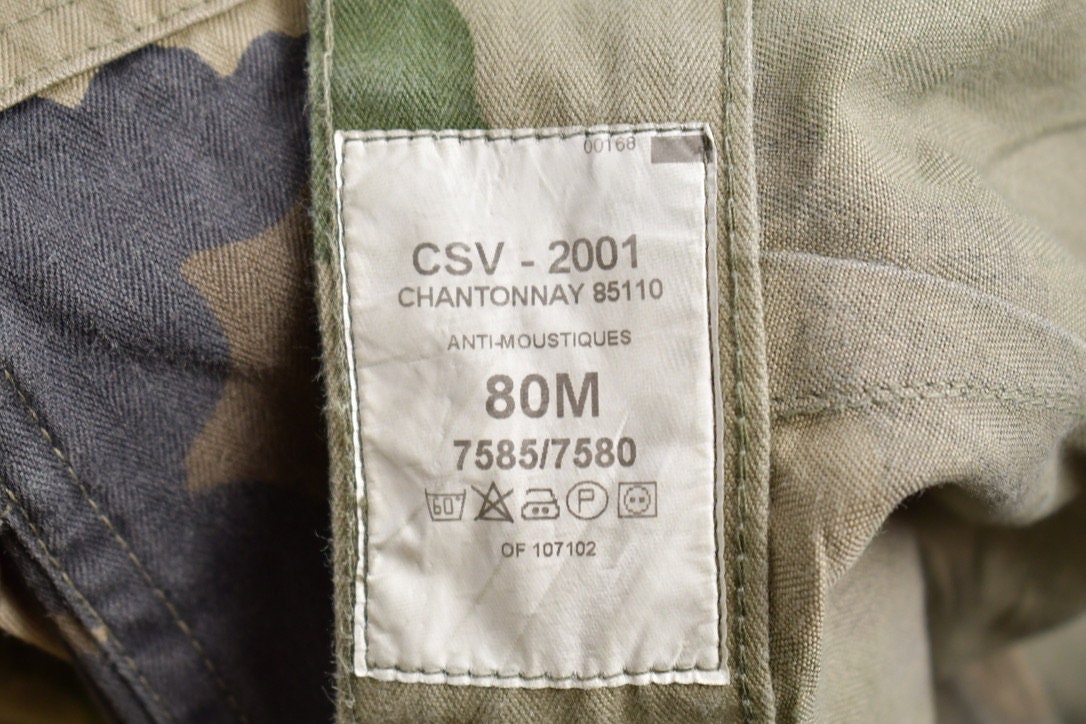 00168
CSV - 2001
CHANTONNAY 85110
ANTI-MOUSTIQUES
80M
7585/7580
60° P
OF 107102